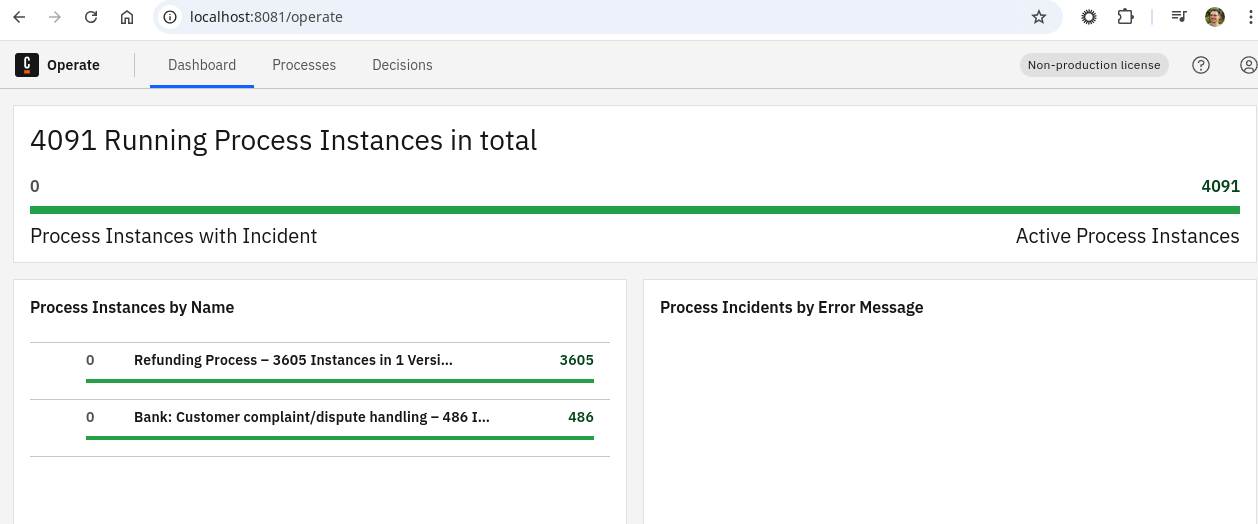 localhost:8081/operate
C Operate Dashboard Processes Decisions Non-production license ?
4091 Running Process Instances in total
0 4091
Process Instances with Incident Active Process Instances
Process Instances by Name
0 Refunding Process – 3605 Instances in 1 Versi... 3605
0 Bank: Customer complaint/dispute handling – 486 I... 486
Process Incidents by Error Message